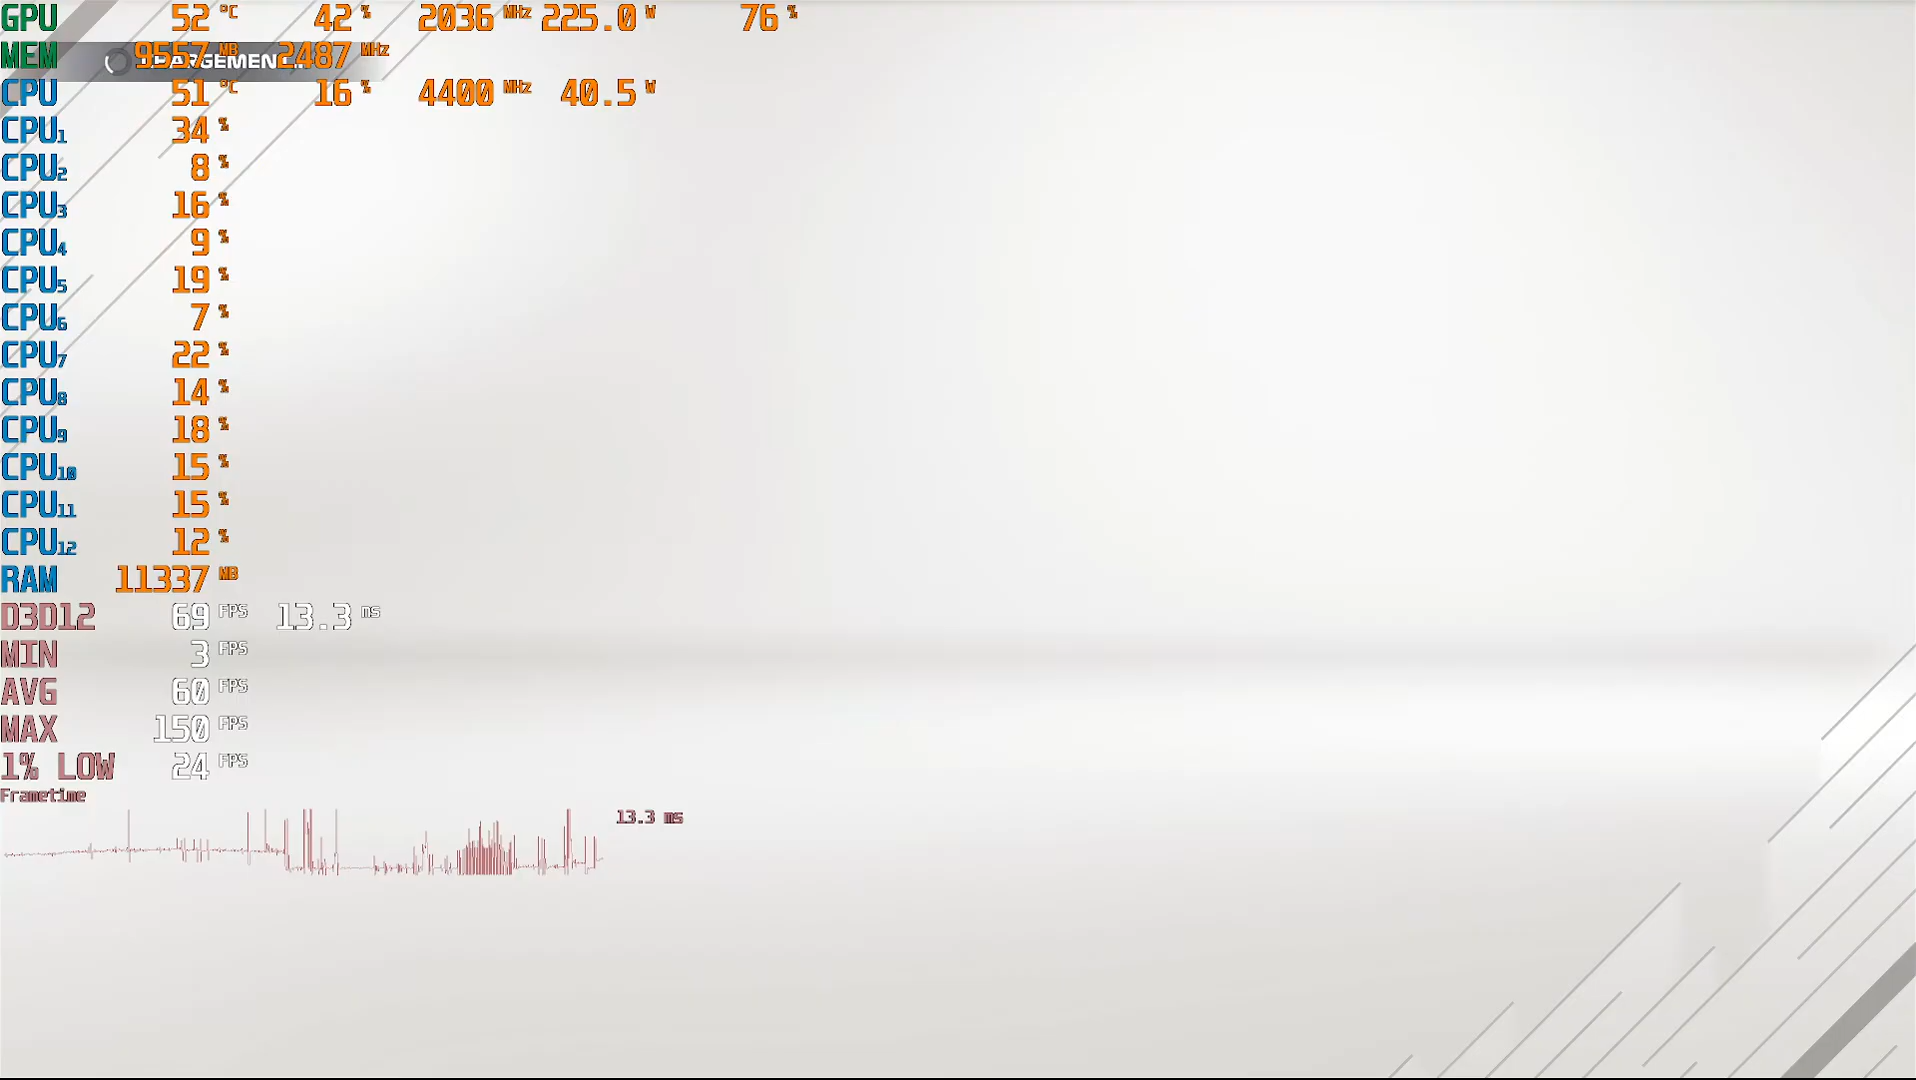 GPU 52 °C 42 % 2036 MHz 225.0 W 76 %
MEM 9557 MB 2487 MHz
CHARGEMENT
CPU 51 °C 16 % 4400 MHz 40.5 W
CPU1 34 %
CPU2 8 %
CPU3 16 %
CPU4 9 %
CPU5 19 %
CPU6 7 %
CPU7 22 %
CPU8 14 %
CPU9 18 %
CPU10 15 %
CPU11 15 %
CPU12 12 %
RAM 11337 MB
D3D12 69 FPS 13.3 ms
MIN 3 FPS
AVG 60 FPS
MAX 150 FPS
1% LOW 24 FPS
Frametime
13.3 ms